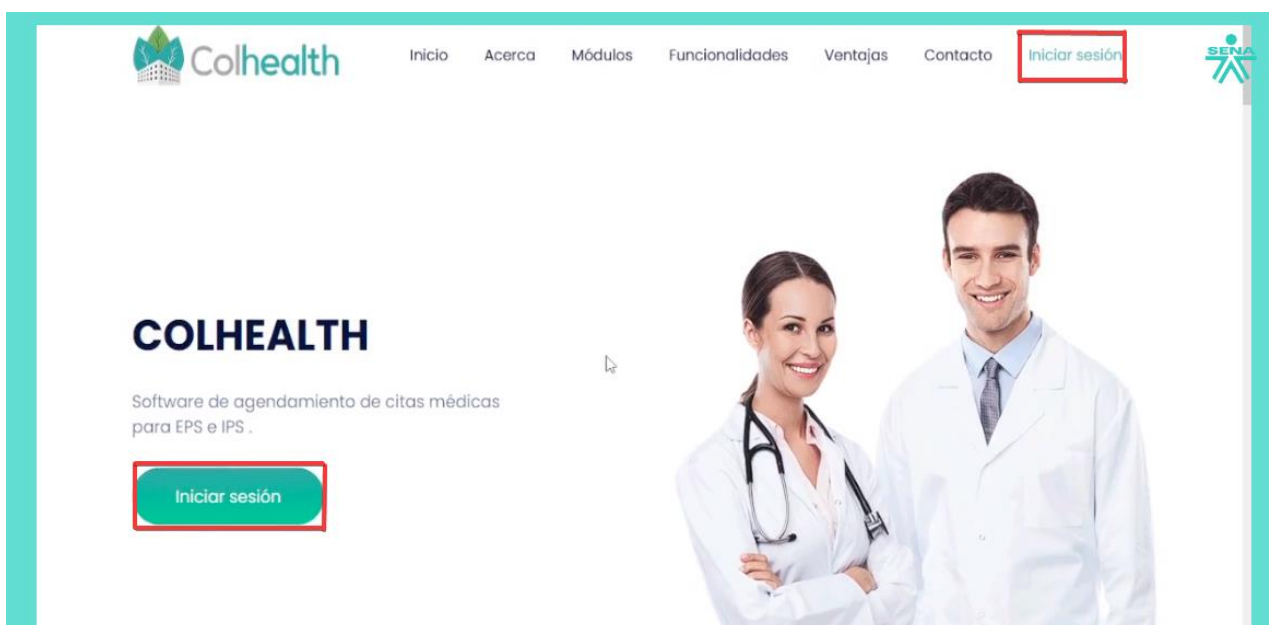 Colhealth
Inicio Acerca Módulos Funcionalidades Ventajas Contacto Iniciar sesión
SENA
COLHEALTH
Software de agendamiento de citas médicas
para EPS e IPS .
Iniciar sesión